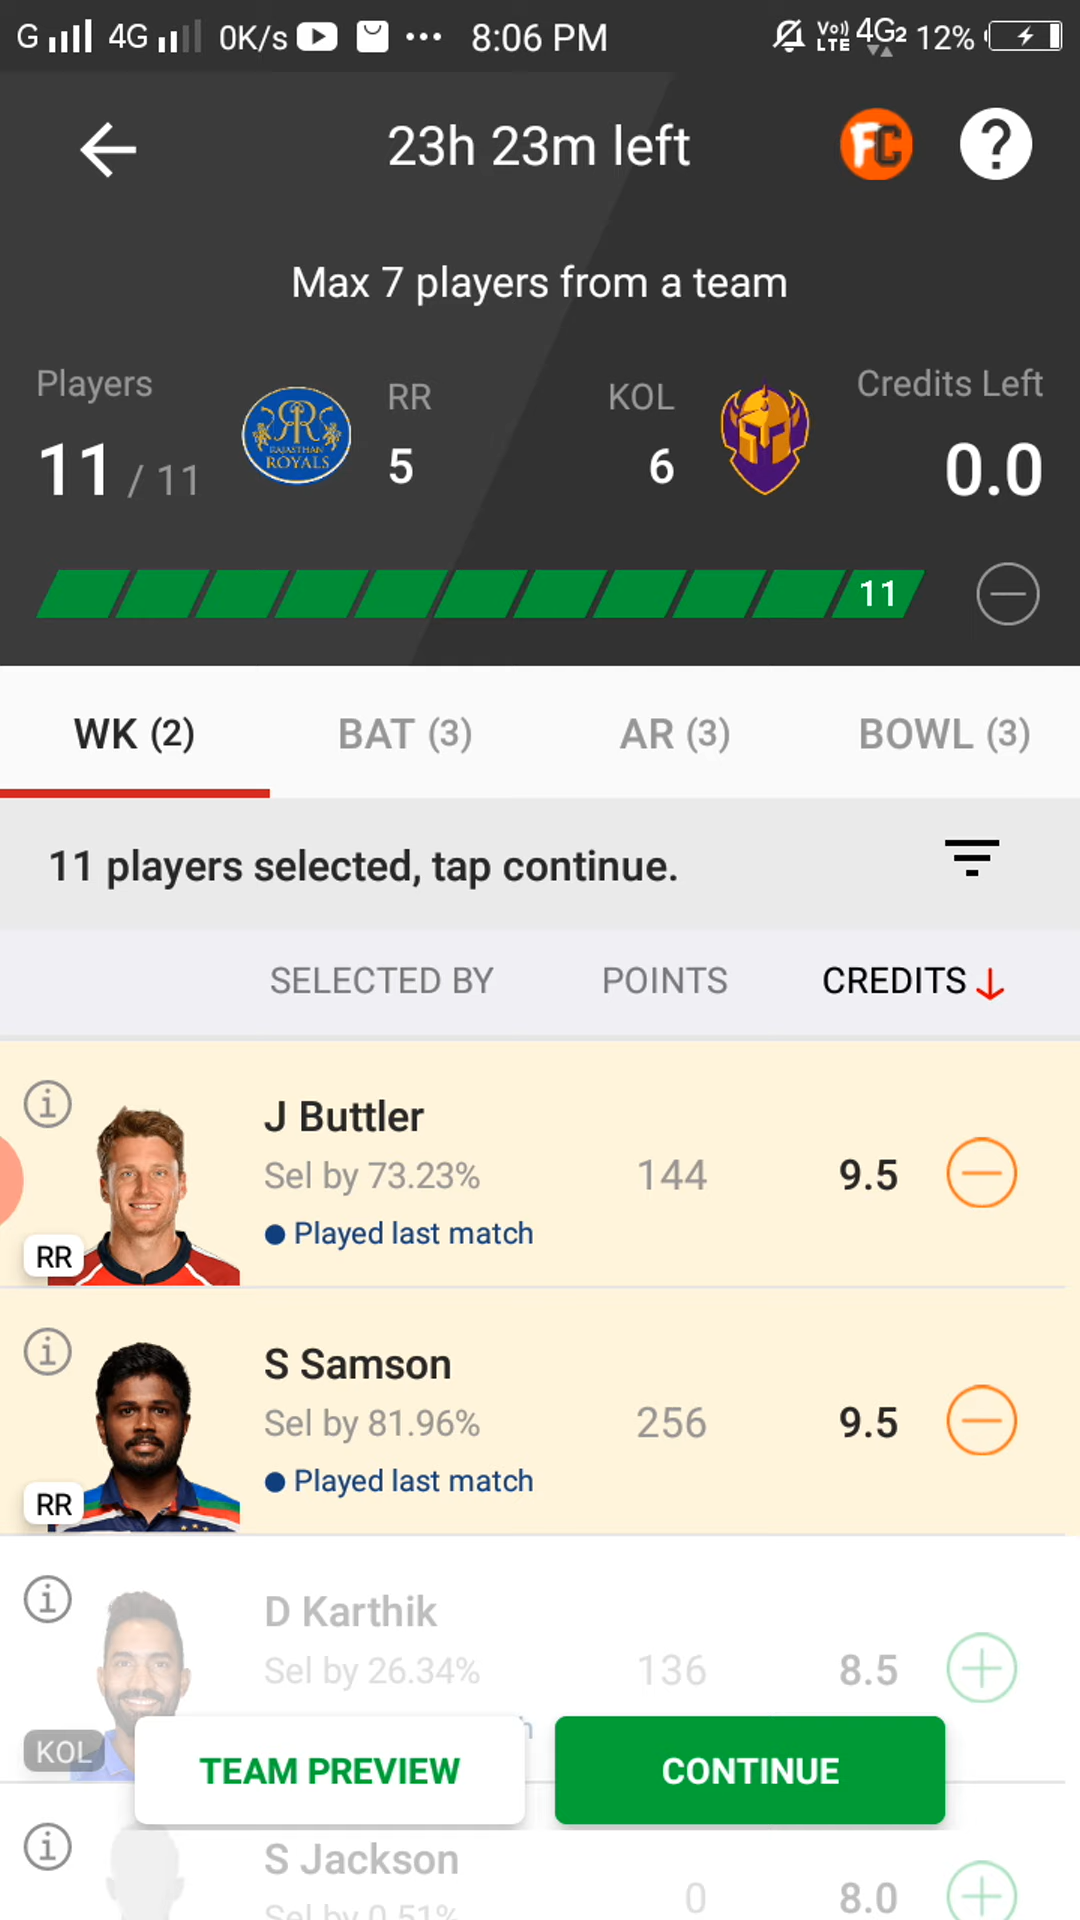 G 4G 0K/s ••• 8:06 PM Vo)) LTE 4G2 12%
23h 23m left FC ?
Max 7 players from a team
Players RR KOL Credits Left
11 / 11 RAJASTHAN ROYALS 5 6 0.0
11
WK (2) BAT (3) AR (3) BOWL (3)
11 players selected, tap continue.
SELECTED BY POINTS CREDITS
J Buttler
Sel by 73.23% 144 9.5
Played last match
RR
S Samson
Sel by 81.96% 256 9.5
Played last match
RR
D Karthik
Sel by 26.34% 136 8.5
KOL
TEAM PREVIEW CONTINUE
S Jackson
Sel by 0.51% 0 8.0